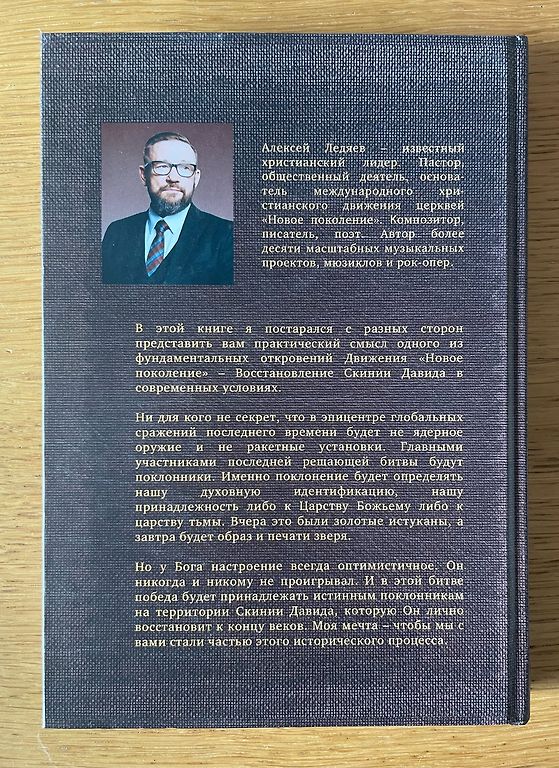 Алексей Ледяев – известный
христианский лидер. Пастор,
общественный деятель, основа-
тель международного хри-
стианского движения церквей
«Новое поколение». Композитор,
писатель, поэт. Автор более
десяти масштабных музыкальных
проектов, мюзиклов и рок-опер.
В этой книге я постарался с разных сторон
представить вам практический смысл одного из
фундаментальных откровений Движения «Новое
поколение» – Восстановление Скинии Давида в
современных условиях.
Ни для кого не секрет, что в эпицентре глобальных
сражений последнего времени будет не ядерное
оружие и не ракетные установки. Главными
участниками последней решающей битвы будут
поклонники. Именно поклонение будет определять
нашу духовную идентификацию, нашу
принадлежность либо к Царству Божьему либо к
царству тьмы. Вчера это были золотые истуканы, а
завтра будет образ и печати зверя.
Но у Бога настроение всегда оптимистичное. Он
никогда и никому не проигрывал. И в этой битве
победа будет принадлежать истинным поклонникам
на территории Скинии Давида, которую Он лично
восстановит к концу веков. Моя мечта – чтобы мы с
вами стали частью этого исторического процесса.